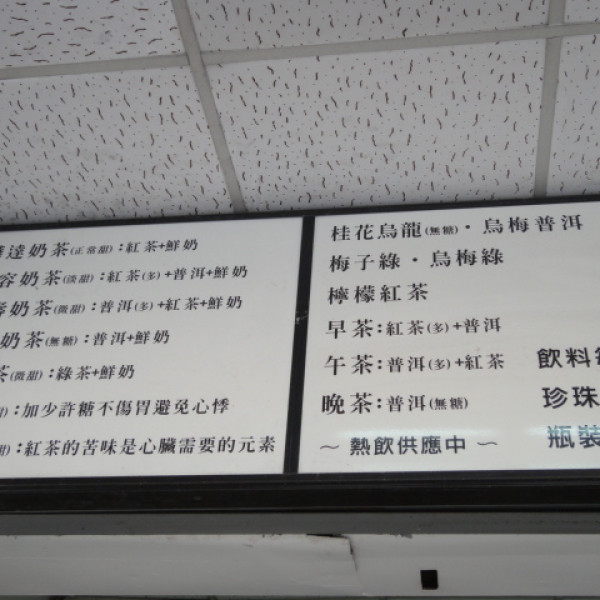 達奶茶(正常甜):紅茶+鮮奶
容奶茶(淡甜):紅茶(多)+普洱+鮮奶
奶茶(微甜):普洱(多)+紅茶+鮮奶
奶茶(無糖):普洱+鮮奶
茶(微甜):綠茶+鮮奶
:加少許糖不傷胃避免心悸
:紅茶的苦味是心臟需要的元素
桂花烏龍(無糖)·烏梅普洱
梅子綠·烏梅綠
檸檬紅茶
早茶:紅茶(多)+普洱
午茶:普洱(多)+紅茶
晚茶:普洱(無糖)
~熱飲供應中~
飲料
珍珠
瓶裝